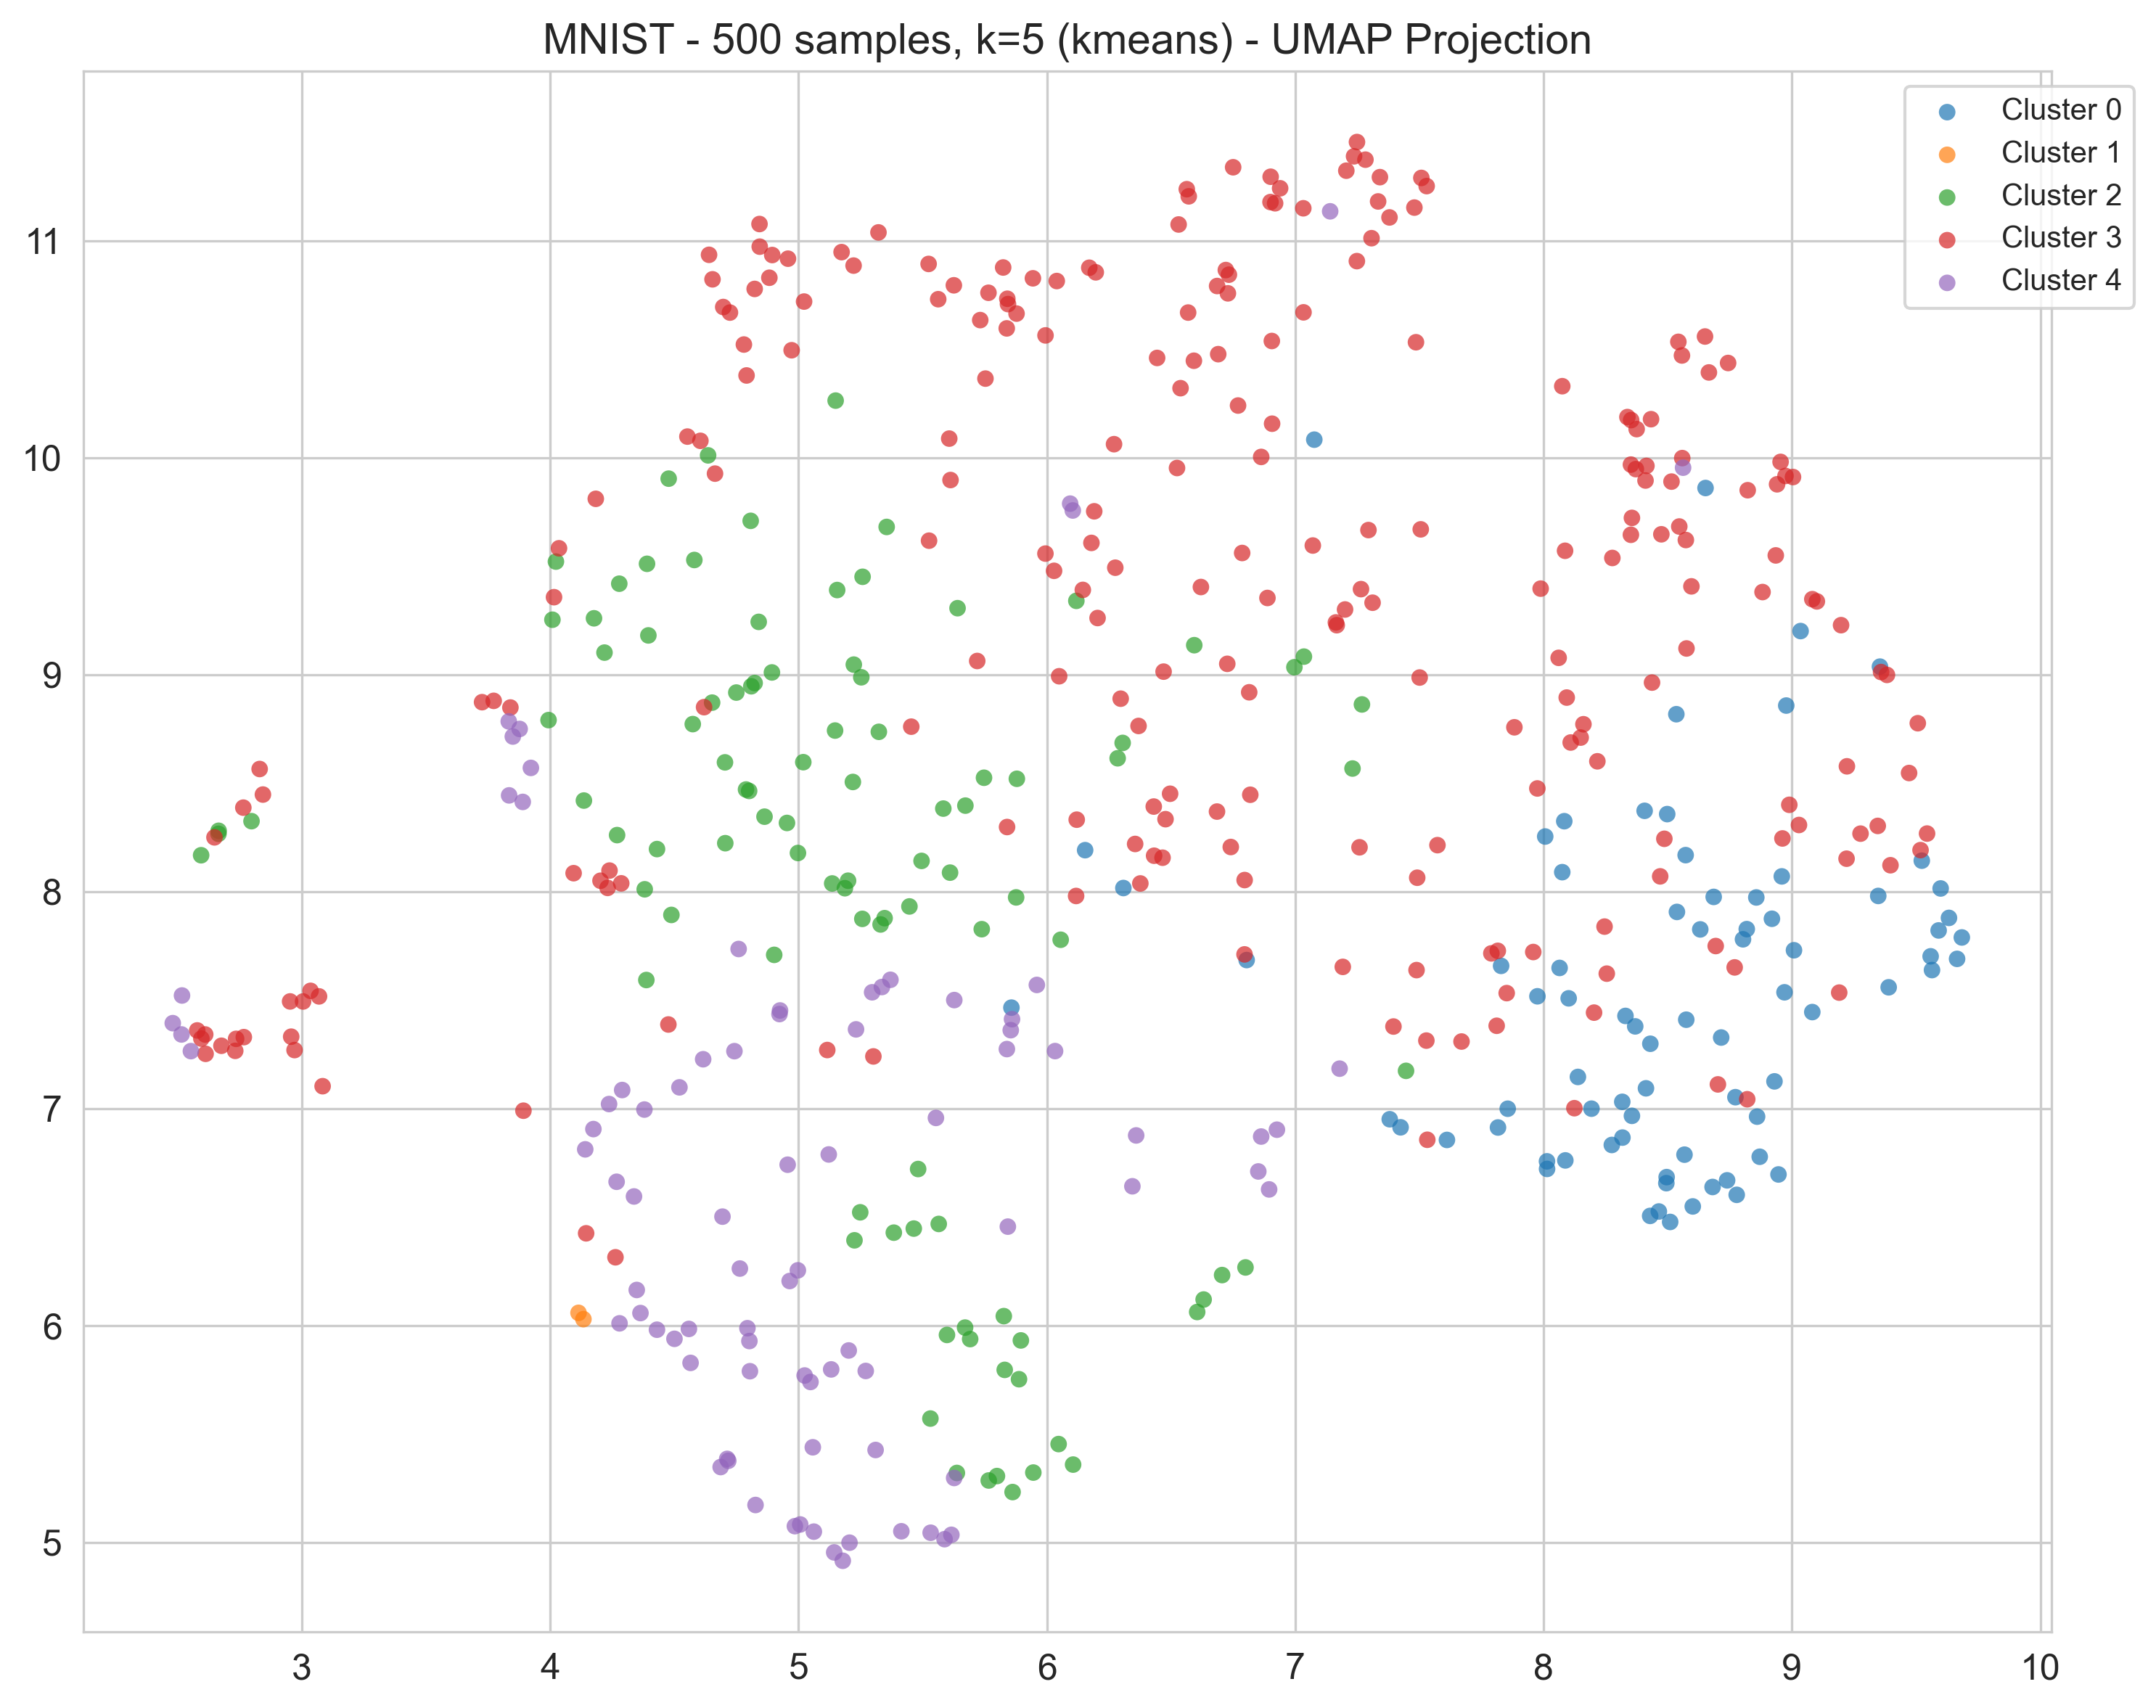 MNIST - 500 samples, k=5 (kmeans) - UMAP Projection
Cluster 0
Cluster 1
Cluster 2
Cluster 3
Cluster 4
11
10
9
8
7
6
5
3 4 5 6 7 8 9 10